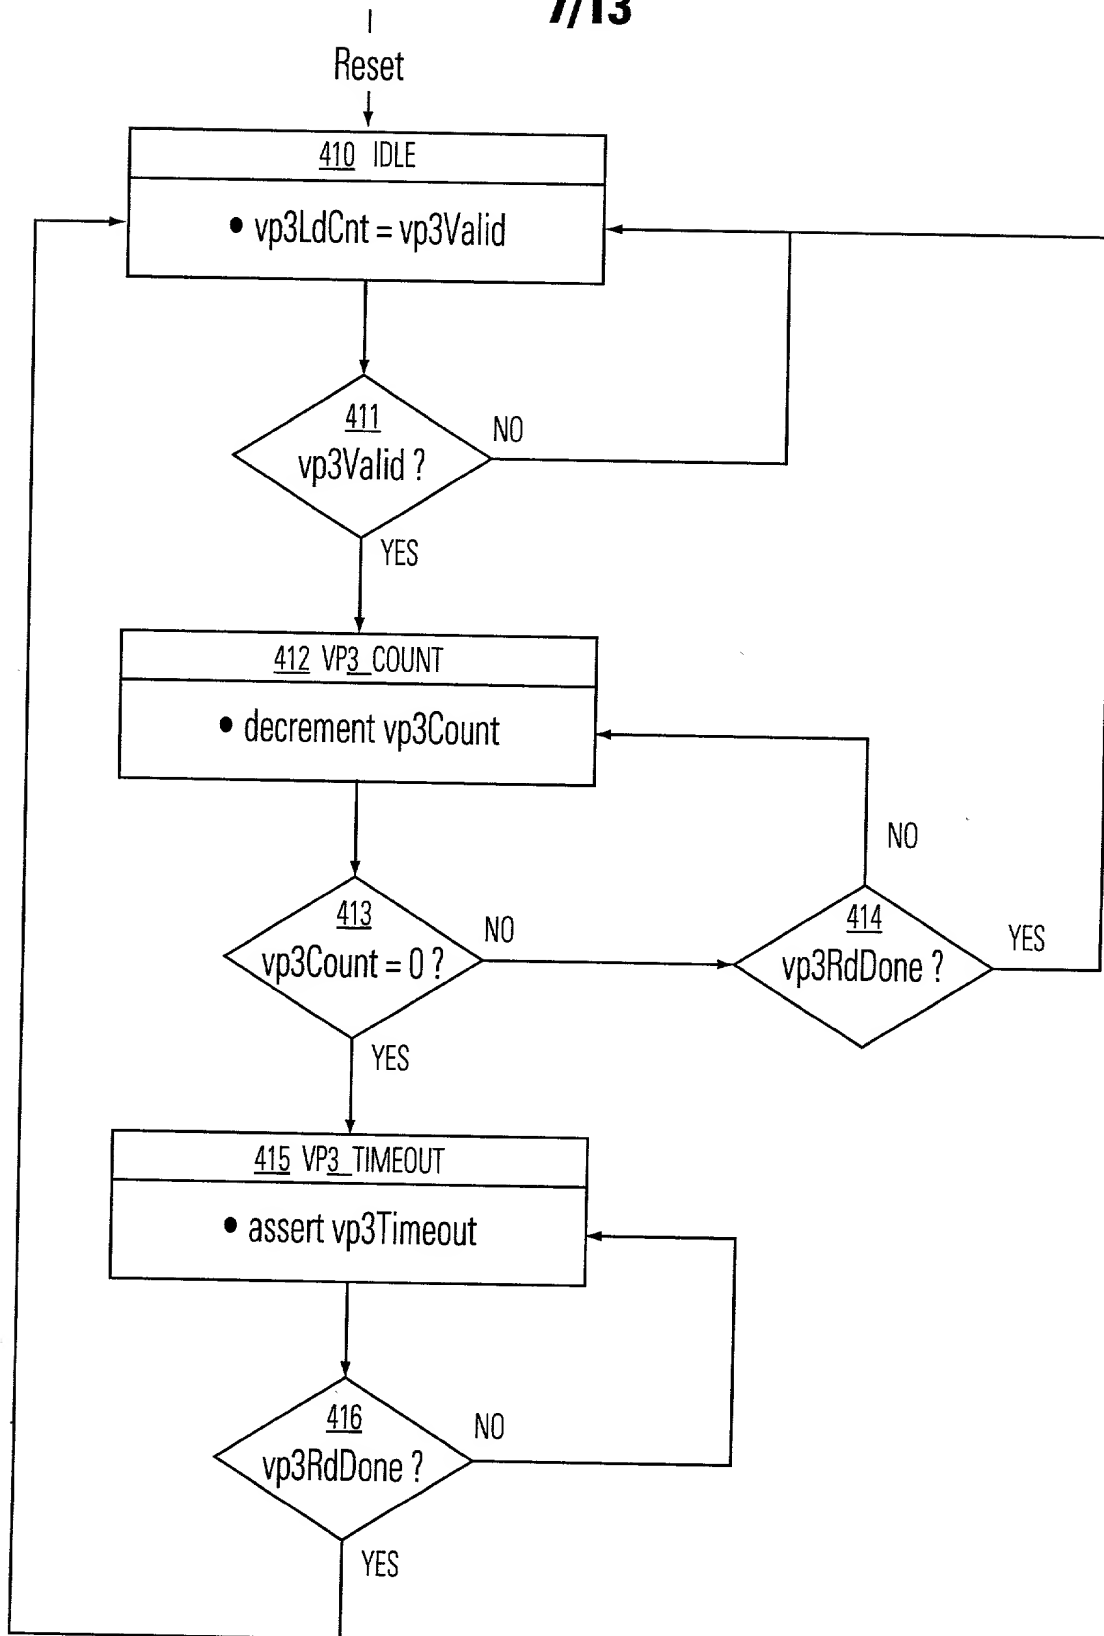 7/13
Reset
410 IDLE
• vp3LdCnt = vp3Valid
411
vp3Valid ?
NO
YES
412 VP3_COUNT
• decrement vp3Count
413
vp3Count = 0 ?
NO
YES
414
vp3RdDone ?
NO
YES
415 VP3_TIMEOUT
• assert vp3Timeout
416
vp3RdDone ?
NO
YES